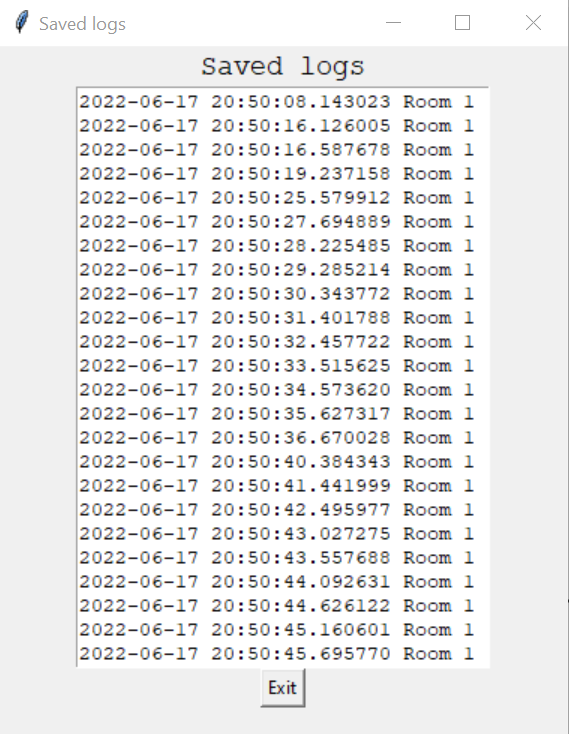 Saved logs
Saved logs
2022-06-17 20:50:08.143023 Room 1
2022-06-17 20:50:16.126005 Room 1
2022-06-17 20:50:16.587678 Room 1
2022-06-17 20:50:19.237158 Room 1
2022-06-17 20:50:25.579912 Room 1
2022-06-17 20:50:27.694889 Room 1
2022-06-17 20:50:28.225485 Room 1
2022-06-17 20:50:29.285214 Room 1
2022-06-17 20:50:30.343772 Room 1
2022-06-17 20:50:31.401788 Room 1
2022-06-17 20:50:32.457722 Room 1
2022-06-17 20:50:33.515625 Room 1
2022-06-17 20:50:34.573620 Room 1
2022-06-17 20:50:35.627317 Room 1
2022-06-17 20:50:36.670028 Room 1
2022-06-17 20:50:40.384343 Room 1
2022-06-17 20:50:41.441999 Room 1
2022-06-17 20:50:42.495977 Room 1
2022-06-17 20:50:43.027275 Room 1
2022-06-17 20:50:43.557688 Room 1
2022-06-17 20:50:44.092631 Room 1
2022-06-17 20:50:44.626122 Room 1
2022-06-17 20:50:45.160601 Room 1
2022-06-17 20:50:45.695770 Room 1
Exit